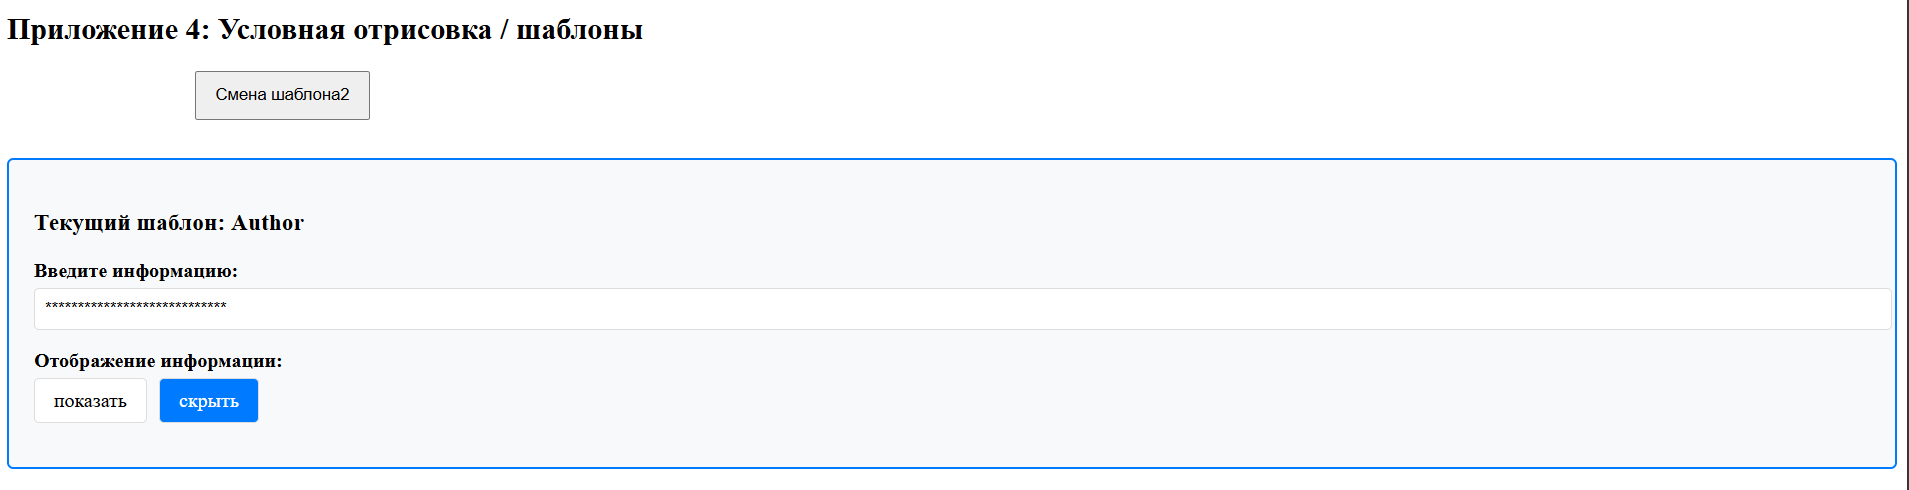 Приложение 4: Условная отрисовка / шаблоны
Смена шаблона2
Текущий шаблон: Author
Введите информацию:
****************************
Отображение информации:
показать скрыть